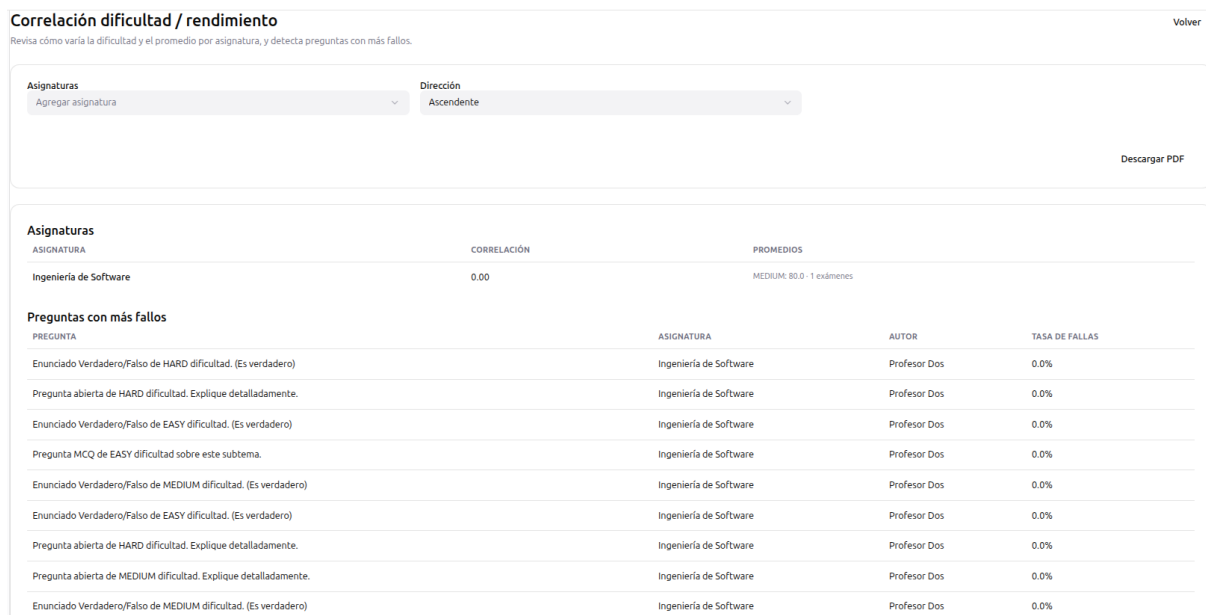 Correlación dificultad / rendimiento
Volver
Revisa cómo varía la dificultad y el promedio por asignatura, y detecta preguntas con más fallos.
Asignaturas Dirección
Agregar asignatura Ascendente
Descargar PDF
Asignaturas
ASIGNATURA CORRELACIÓN PROMEDIOS
Ingeniería de Software 0.00 MEDIUM: 80.0 · 1 exámenes
Preguntas con más fallos
PREGUNTA ASIGNATURA AUTOR TASA DE FALLAS
Enunciado Verdadero/Falso de HARD dificultad. (Es verdadero) Ingeniería de Software Profesor Dos 0.0%
Pregunta abierta de HARD dificultad. Explique detalladamente. Ingeniería de Software Profesor Dos 0.0%
Enunciado Verdadero/Falso de EASY dificultad. (Es verdadero) Ingeniería de Software Profesor Dos 0.0%
Pregunta MCQ de EASY dificultad sobre este subtema. Ingeniería de Software Profesor Dos 0.0%
Enunciado Verdadero/Falso de MEDIUM dificultad. (Es verdadero) Ingeniería de Software Profesor Dos 0.0%
Enunciado Verdadero/Falso de EASY dificultad. (Es verdadero) Ingeniería de Software Profesor Dos 0.0%
Pregunta abierta de HARD dificultad. Explique detalladamente. Ingeniería de Software Profesor Dos 0.0%
Pregunta abierta de MEDIUM dificultad. Explique detalladamente. Ingeniería de Software Profesor Dos 0.0%
Enunciado Verdadero/Falso de MEDIUM dificultad. (Es verdadero) Ingeniería de Software Profesor Dos 0.0%